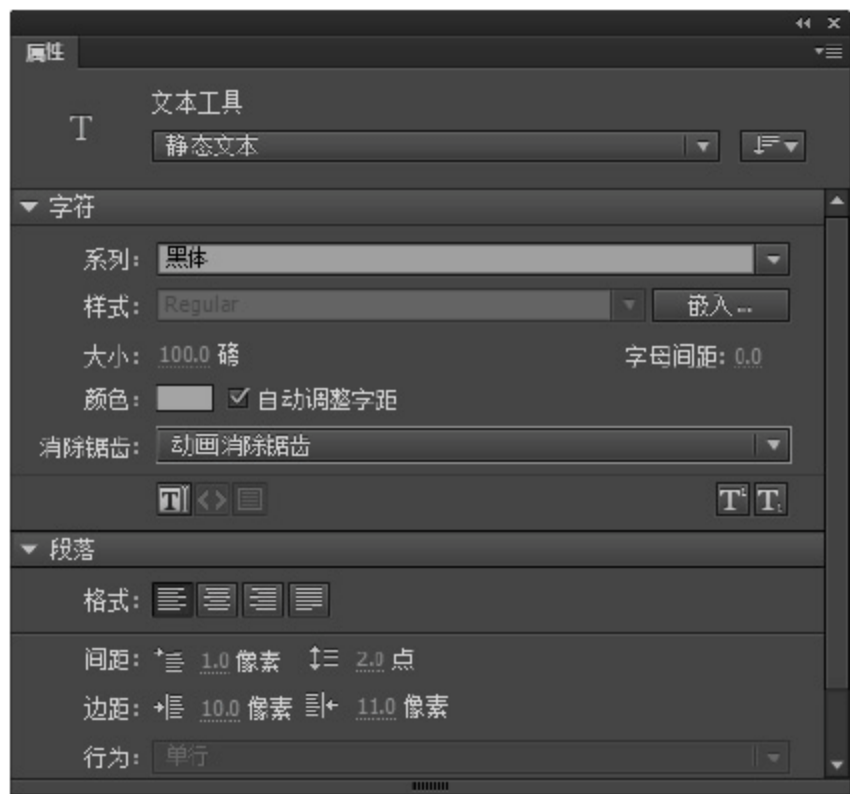 属性
文本工具
T
静态文本
字符
系列: 黑体
样式: Regular 嵌入...
大小: 100.0 磅 字母间距: 0.0
颜色: 自动调整字距
消除锯齿: 动画消除锯齿
段落
格式:
间距: 1.0 像素 2.0 点
边距: 10.0 像素 11.0 像素
行为: 单行